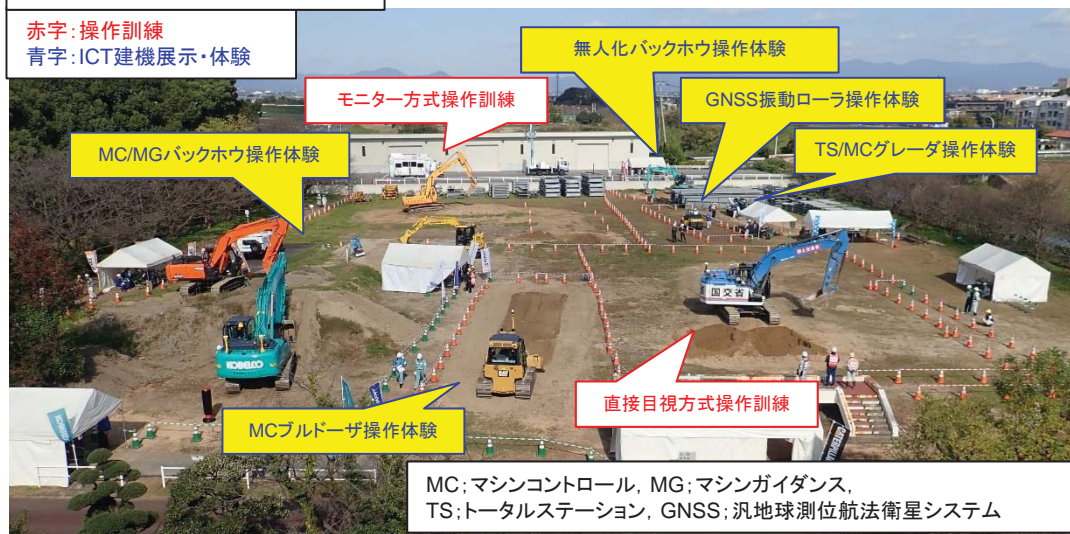 赤字：操作訓練
青字：ICT建機展示・体験
無人化バックホウ操作体験
モニター方式操作訓練
GNSS振動ローラ操作体験
MC/MGバックホウ操作体験
TS/MCグレーダ操作体験
国交省
KOBELCO
CAT
直接目視方式操作訓練
MCブルドーザ操作体験
CATERPILLAR
MC；マシンコントロール，MG；マシンガイダンス，
TS；トータルステーション，GNSS；汎地球測位航法衛星システム